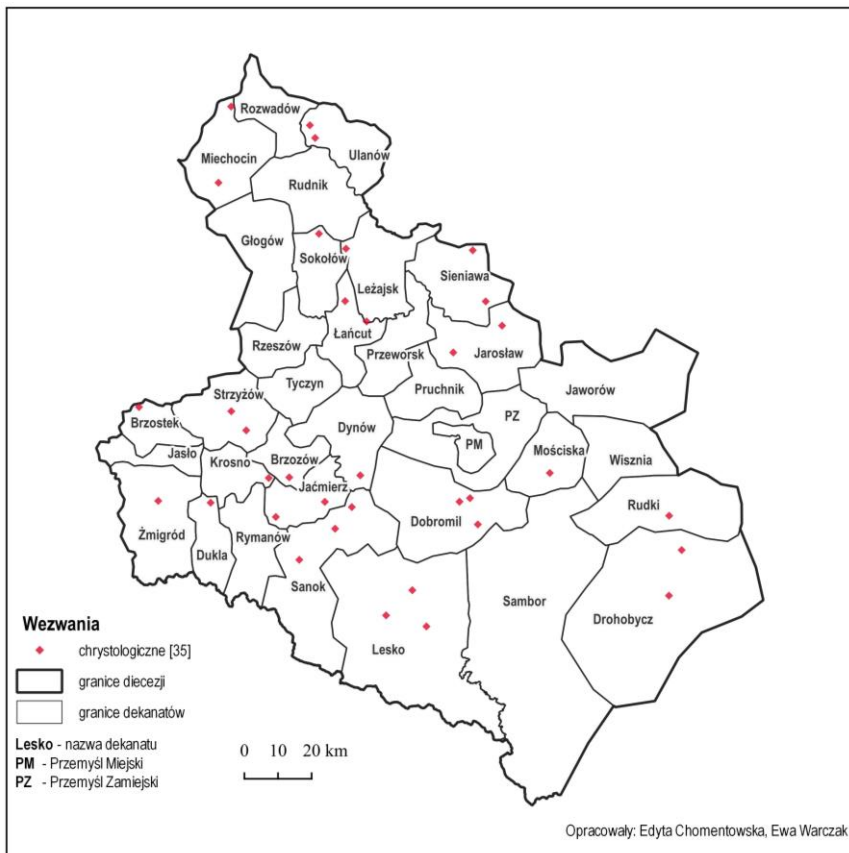 Rozwadów
Miechocin
Ulanów
Rudnik
Głogów
Sokołów
Sieniawa
Leżajsk
Łańcut
Rzeszów
Przeworsk
Jarosław
Tyczyn
Pruchnik
Jaworów
Strzyżów
Brzostek
Dynów
PZ
PM
Mościska
Jasło
Krosno
Brzozów
Wisznia
Jaćmierz
Rudki
Dobromil
Żmigród
Rymanów
Dukla
Sanok
Sambor
Drohobycz
Lesko
Wezwania
chrystologiczne [35]
granice diecezji
granice dekanatów
Lesko - nazwa dekanatu
PM - Przemyśl Miejski
PZ - Przemyśl Zamiejski
0 10 20 km
Opracowały: Edyta Chomentowska, Ewa Warczak